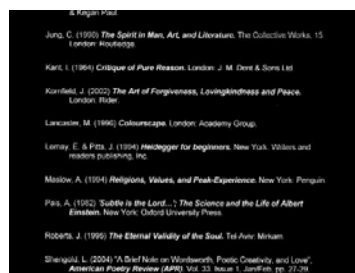 & Kegan Paul.
Jung, C. (1990) The Spirit in Man, Art, and Literature. The Collective Works, 15.
London: Routledge.
Kant, I. (1964) Critique of Pure Reason. London: J. M. Dent & Sons Ltd.
Kornfield, J. (2002) The Art of Forgiveness, Lovingkindness and Peace.
London: Rider.
Lancaster, M. (1996) Colourscape. London: Academy Group.
Lemay, E. & Pitts, J. (1994) Heidegger for beginners. New York: Writers and
readers publishing, Inc.
Maslow, A. (1994) Religions, Values, and Peak-Experience. New York: Penguin.
Pais, A. (1982) 'Subtle is the Lord...'; The Science and the Life of Albert
Einstein. New York: Oxford University Press.
Roberts, J. (1995) The Eternal Validity of the Soul. Tel-Aviv: Mirkam.
Shengold, L. (2004) "A Brief Note on Wordsworth, Poetic Creativity, and Love",
American Poetry Review (APR). Vol. 33. Issue 1, Jan/Feb. pp. 27-29.